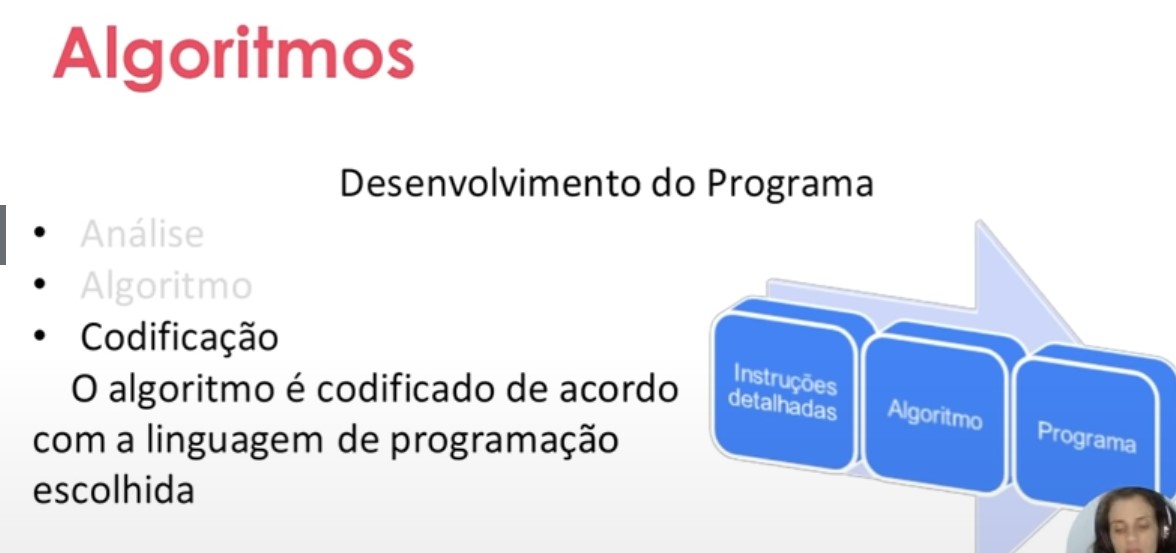 Algoritmos
Desenvolvimento do Programa
• Análise
• Algoritmo
• Codificação
O algoritmo é codificado de acordo
com a linguagem de programação
escolhida
Instruções
detalhadas
Algoritmo
Programa